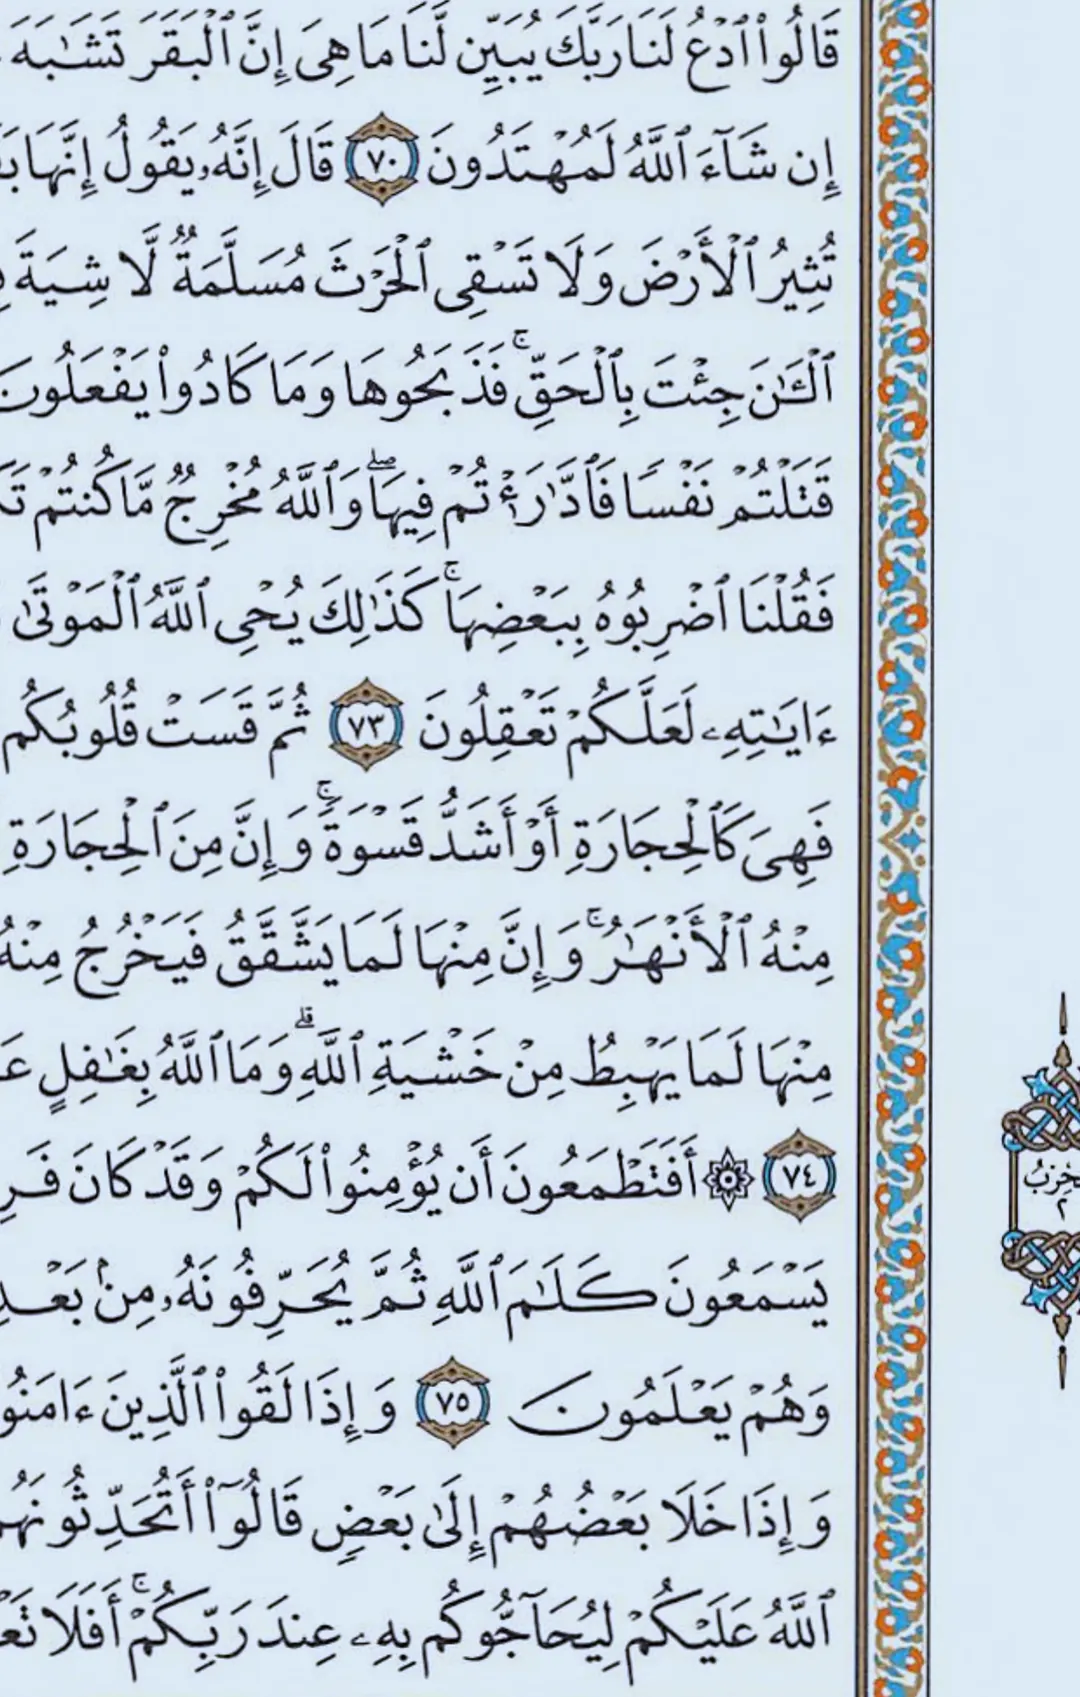 قَالُوا۟ ٱدْعُ لَنَا رَبَّكَ يُبَيِّن لَّنَا مَا هِىَ إِنَّ ٱلْبَقَرَ تَشَـٰبَهَ
إِن شَآءَ ٱللَّهُ لَمُهْتَدُونَ ٧٠ قَالَ إِنَّهُۥ يَقُولُ إِنَّهَا
تُثِيرُ ٱلْأَرْضَ وَلَا تَسْقِى ٱلْحَرْثَ مُسَلَّمَةٌ لَّا شِيَةَ
ٱلْـَٔـٰنَ جِئْتَ بِٱلْحَقِّ ۚ فَذَبَحُوهَا وَمَا كَادُوا۟ يَفْعَلُونَ
قَتَلْتُمْ نَفْسًا فَٱدَّٰرَْٰٔتُمْ فِيهَا ۖ وَٱللَّهُ مُخْرِجٌ مَّا كُنتُمْ
فَقُلْنَا ٱضْرِبُوهُ بِبَعْضِهَا ۚ كَذَٰلِكَ يُحْىِ ٱللَّهُ ٱلْمَوْتَىٰ
ءَايَـٰتِهِۦ لَعَلَّكُمْ تَعْقِلُونَ ٧٣ ثُمَّ قَسَتْ قُلُوبُكُم
فَهِىَ كَٱلْحِجَارَةِ أَوْ أَشَدُّ قَسْوَةً ۚ وَإِنَّ مِنَ ٱلْحِجَارَةِ
مِنْهُ ٱلْأَنْهَـٰرُ ۚ وَإِنَّ مِنْهَا لَمَا يَشَّقَّقُ فَيَخْرُجُ مِنْهُ
مِنْهَا لَمَا يَهْبِطُ مِنْ خَشْيَةِ ٱللَّهِ ۗ وَمَا ٱللَّهُ بِغَـٰفِلٍ
٧٤ ۞ أَفَتَطْمَعُونَ أَن يُؤْمِنُوا۟ لَكُمْ وَقَدْ كَانَ
يَسْمَعُونَ كَلَـٰمَ ٱللَّهِ ثُمَّ يُحَرِّفُونَهُۥ مِنۢ بَعْدِ
وَهُمْ يَعْلَمُونَ ٧٥ وَإِذَا لَقُوا۟ ٱلَّذِينَ ءَامَنُوا
وَإِذَا خَلَا بَعْضُهُمْ إِلَىٰ بَعْضٍ قَالُوٓا۟ أَتُحَدِّثُونَهُم
ٱللَّهُ عَلَيْكُمْ لِيُحَآجُّوكُم بِهِۦ عِندَ رَبِّكُمْ ۚ أَفَلَا
٢